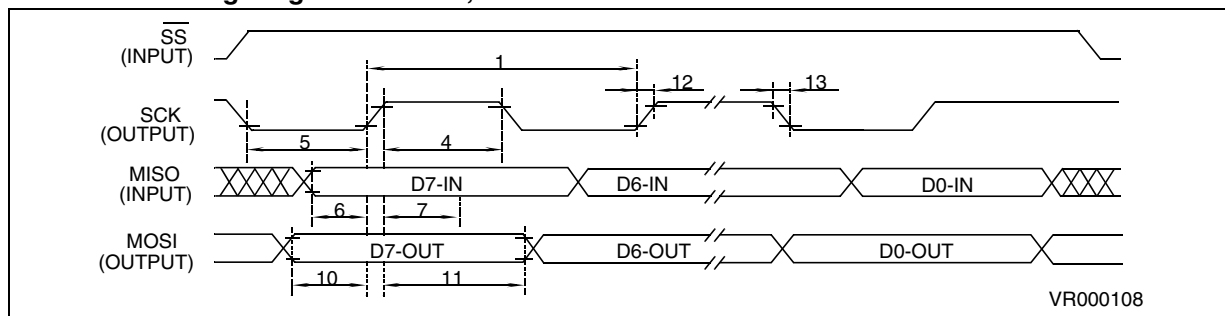 SS
(INPUT)
1
12
13
SCK
(OUTPUT)
5
4
MISO
(INPUT)
D7-IN
D6-IN
D0-IN
6
7
MOSI
(OUTPUT)
D7-OUT
D6-OUT
D0-OUT
10
11
VR000108